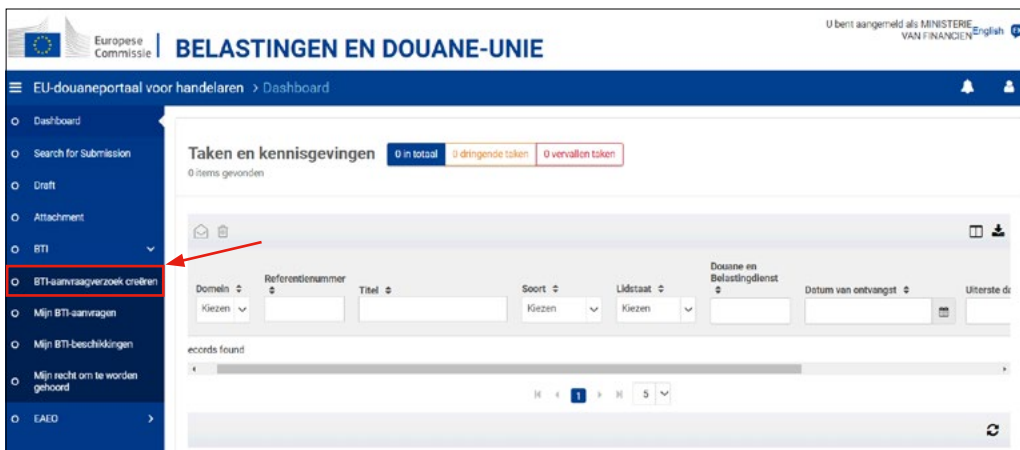 U bent aangemeld als MINISTERIE
VAN FINANCIEN
English
Europese
Commissie
BELASTINGEN EN DOUANE-UNIE
EU-douaneportaal voor handelaren > Dashboard
Dashboard
Search for Submission
Draft
Attachment
BTI
BTI-aanvraagverzoek creëren
Mijn BTI-aanvragen
Mijn BTI-beschikkingen
Mijn recht om te worden
gehoord
EAEO
Taken en kennisgevingen
0 in totaal
0 dringende taken
0 vervallen taken
0 items gevonden
Domein
Referentienummer
Titel
Soort
Lidstaat
Douane en
Belastingdienst
Datum van ontvangst
Uiterste da
Kiezen
Kiezen
Kiezen
ecords found
1
5